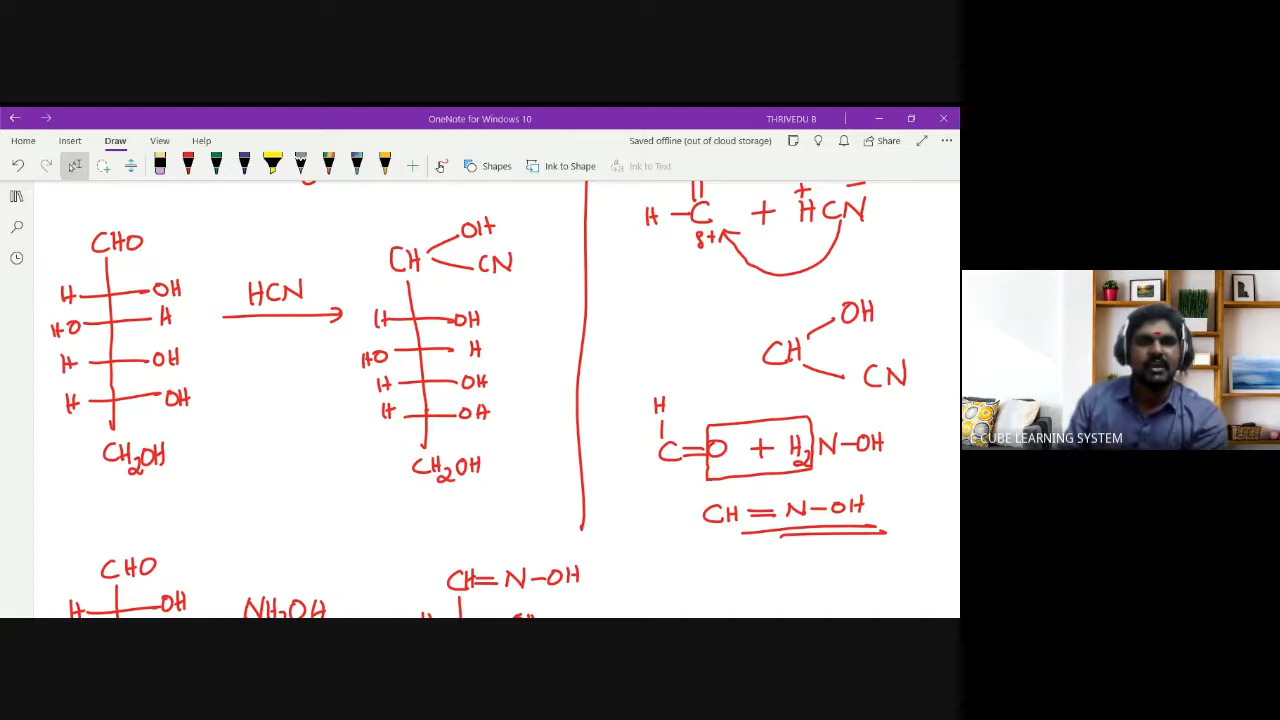 OneNote for Windows 10
THRIVEDU B
Home Insert Draw View Help
Saved offline (out of cloud storage)
Share
Shapes
Ink to Shape
Ink to Text
CHO
H OH
HO H
H OH
H OH
CH2OH
HCN
CH
OH
CN
H OH
HO H
H OH
H OH
CH2OH
H - C + HCN
+ −
δ+
CH
OH
CN
H
C=O + H2N-OH
CH=N-OH
CHO
H OH
NH2OH
CH=N-OH
C CUBE LEARNING SYSTEM